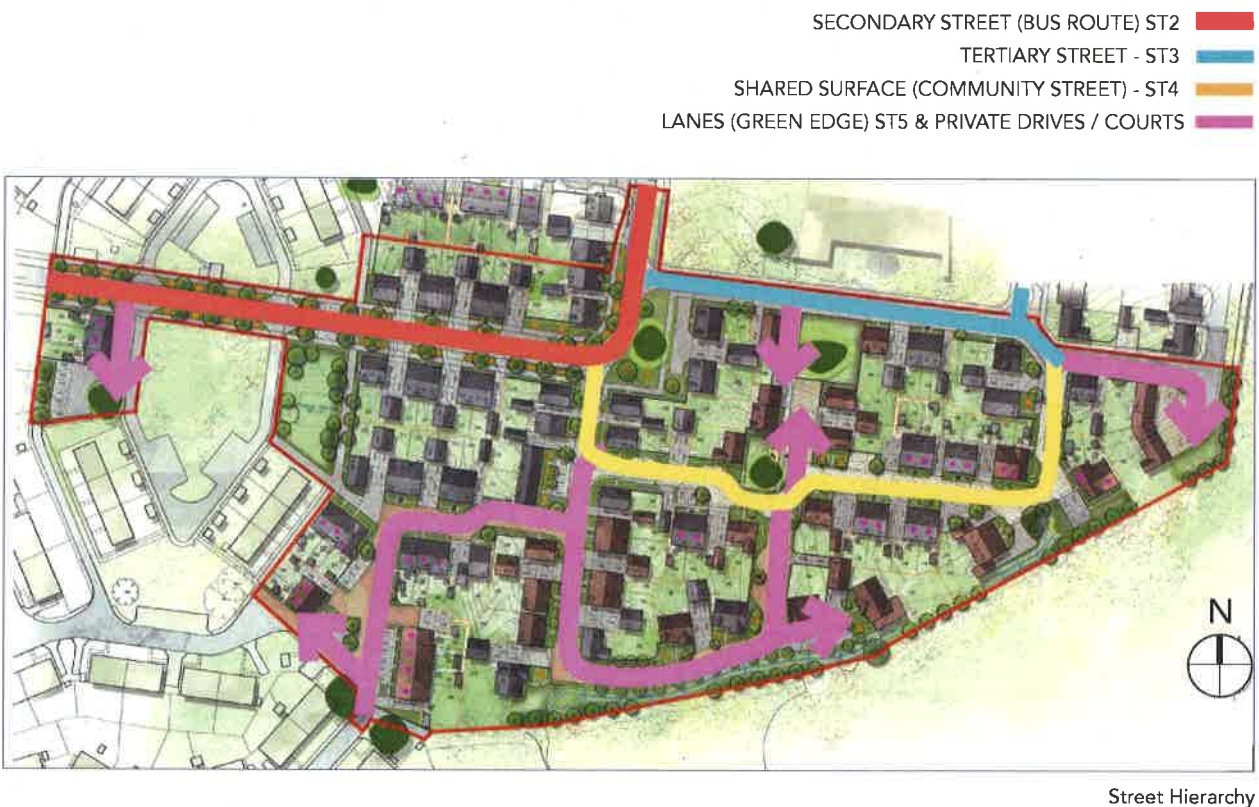 SECONDARY STREET (BUS ROUTE) ST2
TERTIARY STREET - ST3
SHARED SURFACE (COMMUNITY STREET) - ST4
LANES (GREEN EDGE) ST5 & PRIVATE DRIVES / COURTS
N
Street Hierarchy